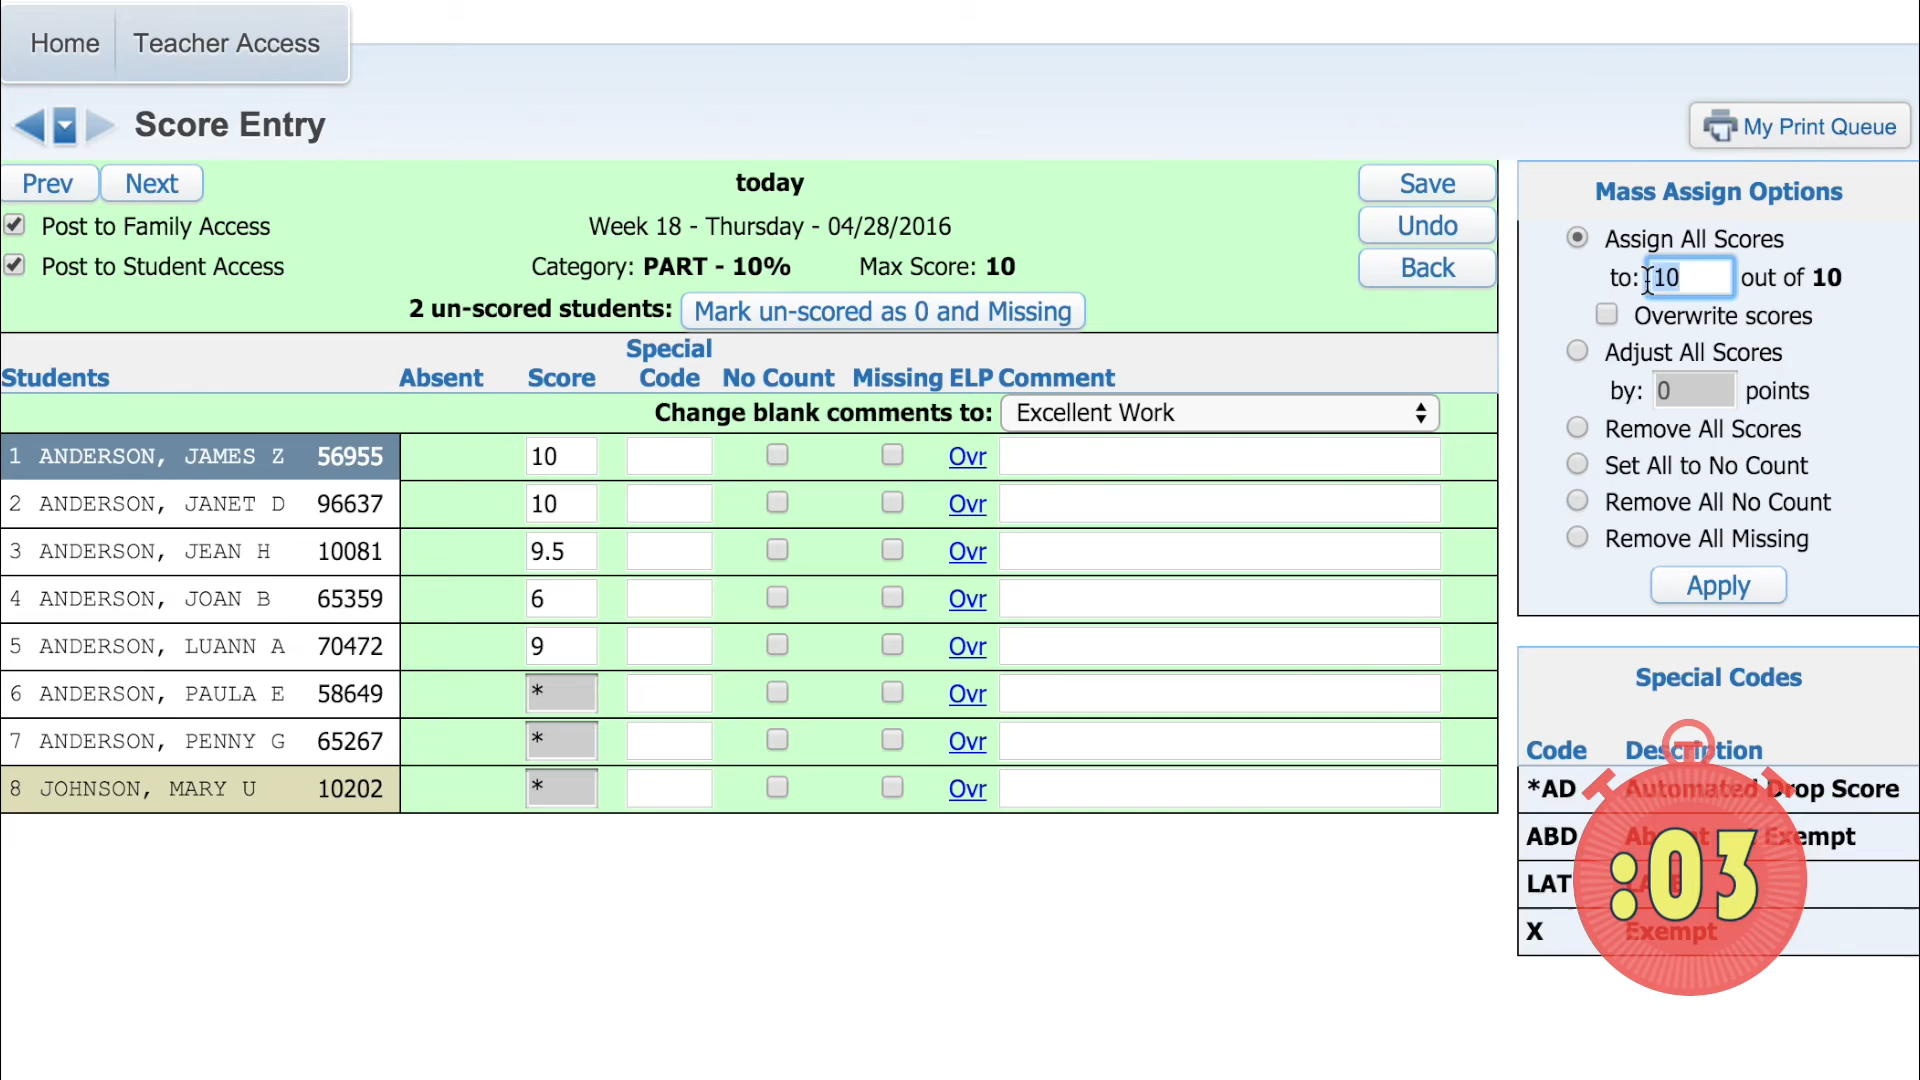 Home Teacher Access
Score Entry
My Print Queue
Prev Next today Save
Post to Family Access Week 18 - Thursday - 04/28/2016 Undo
Post to Student Access Category: PART - 10% Max Score: 10 Back
2 un-scored students: Mark un-scored as 0 and Missing
Students Absent Score Special Code No Count Missing ELP Comment
Change blank comments to: Excellent Work
1 ANDERSON, JAMES Z 56955 10 Ovr
2 ANDERSON, JANET D 96637 10 Ovr
3 ANDERSON, JEAN H 10081 9.5 Ovr
4 ANDERSON, JOAN B 65359 6 Ovr
5 ANDERSON, LUANN A 70472 9 Ovr
6 ANDERSON, PAULA E 58649 * Ovr
7 ANDERSON, PENNY G 65267 * Ovr
8 JOHNSON, MARY U 10202 * Ovr
Mass Assign Options
Assign All Scores
to: 10 out of 10
Overwrite scores
Adjust All Scores
by: 0 points
Remove All Scores
Set All to No Count
Remove All No Count
Remove All Missing
Apply
Special Codes
Code Description
*AD Automated Drop Score
ABD Exempt
LAT
X Exempt
:03